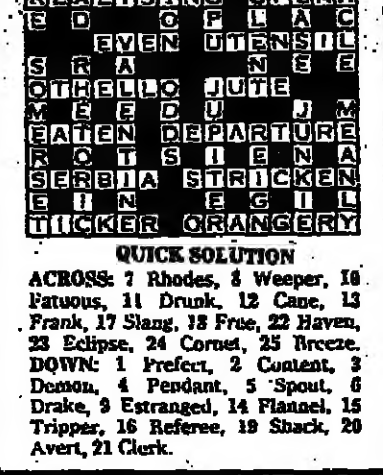 E D O P L A C
EVEN UTENSIL
S R A N E E
OTHELLO JUTE
M E E D U J M
EATEN DEPARTURE
R O T S I E N A
SERBIA STRICKEN
E I N E G I L
TICKER ORANGERY
QUICK SOLUTION
ACROSS: 7 Rhodes, 8 Weeper, 10
Fatuous, 11 Drunk, 12 Cane, 13
Frank, 17 Slang, 18 Free, 22 Haven,
23 Eclipse, 24 Cornet, 25 Breeze.
DOWN: 1 Prefect, 2 Content, 3
Demon, 4 Pendant, 5 Spout, 6
Drake, 9 Estranged, 14 Flannel, 15
Tripper, 16 Referee, 19 Shack, 20
Avert, 21 Clerk.